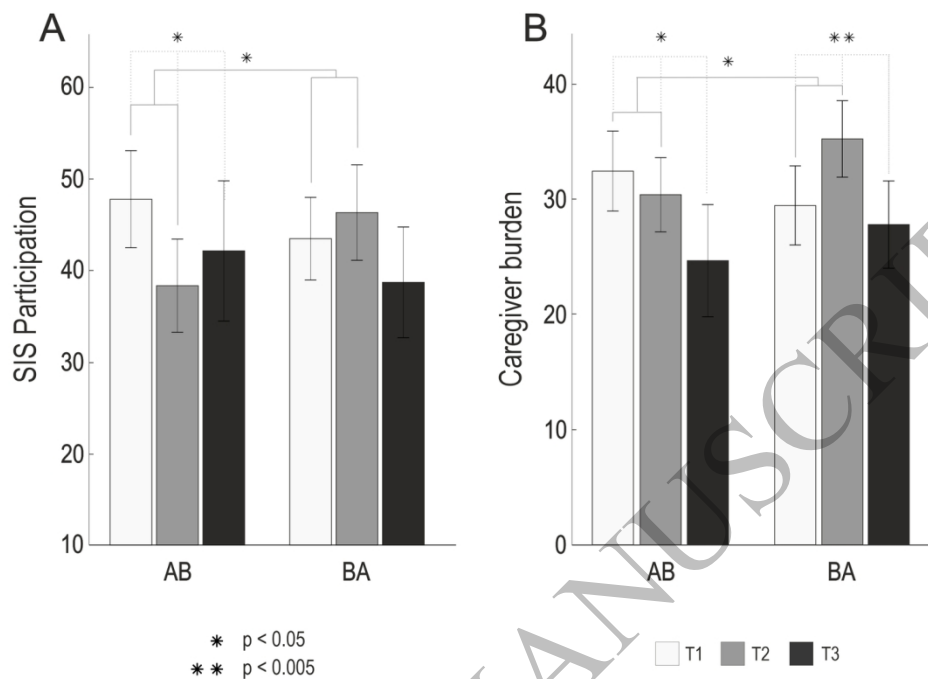 A
SIS Participation
60
50
40
30
20
10
*
*
AB
BA
B
Caregiver burden
40
30
20
10
0
*
*
**
AB
BA
* p < 0.05
** p < 0.005
T1 T2 T3
MANUSCRI